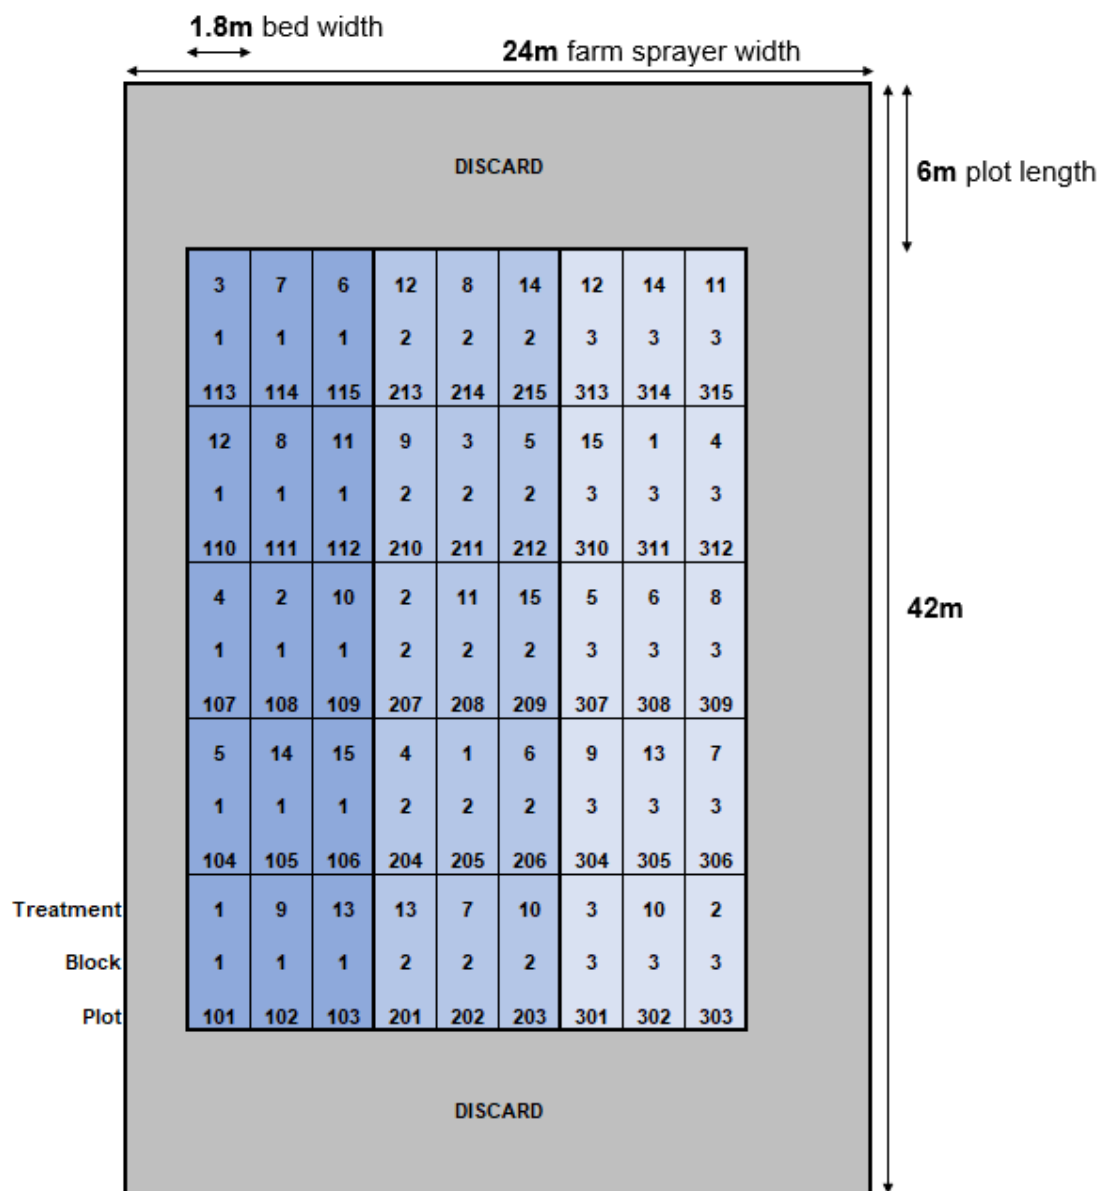 1.8m bed width
24m farm sprayer width
DISCARD
6m plot length
3 7 6 12 8 14 12 14 11
1 1 1 2 2 2 3 3 3
113 114 115 213 214 215 313 314 315
12 8 11 9 3 5 15 1 4
1 1 1 2 2 2 3 3 3
110 111 112 210 211 212 310 311 312
4 2 10 2 11 15 5 6 8
42m
1 1 1 2 2 2 3 3 3
107 108 109 207 208 209 307 308 309
5 14 15 4 1 6 9 13 7
1 1 1 2 2 2 3 3 3
104 105 106 204 205 206 304 305 306
Treatment 1 9 13 13 7 10 3 10 2
Block 1 1 1 2 2 2 3 3 3
Plot 101 102 103 201 202 203 301 302 303
DISCARD